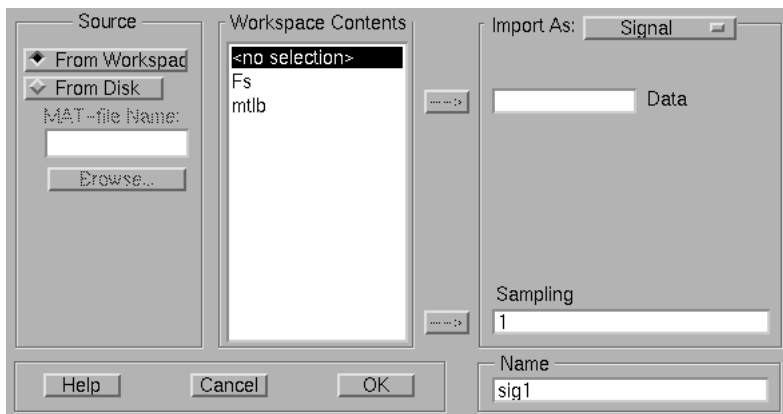 Source
From Workspac
From Disk
MAT-file Name:
Browse...
Workspace Contents
<no selection>
Fs
mtlb
---->
---->
Import As:
Signal
Data
Sampling
1
Help
Cancel
OK
Name
sig1